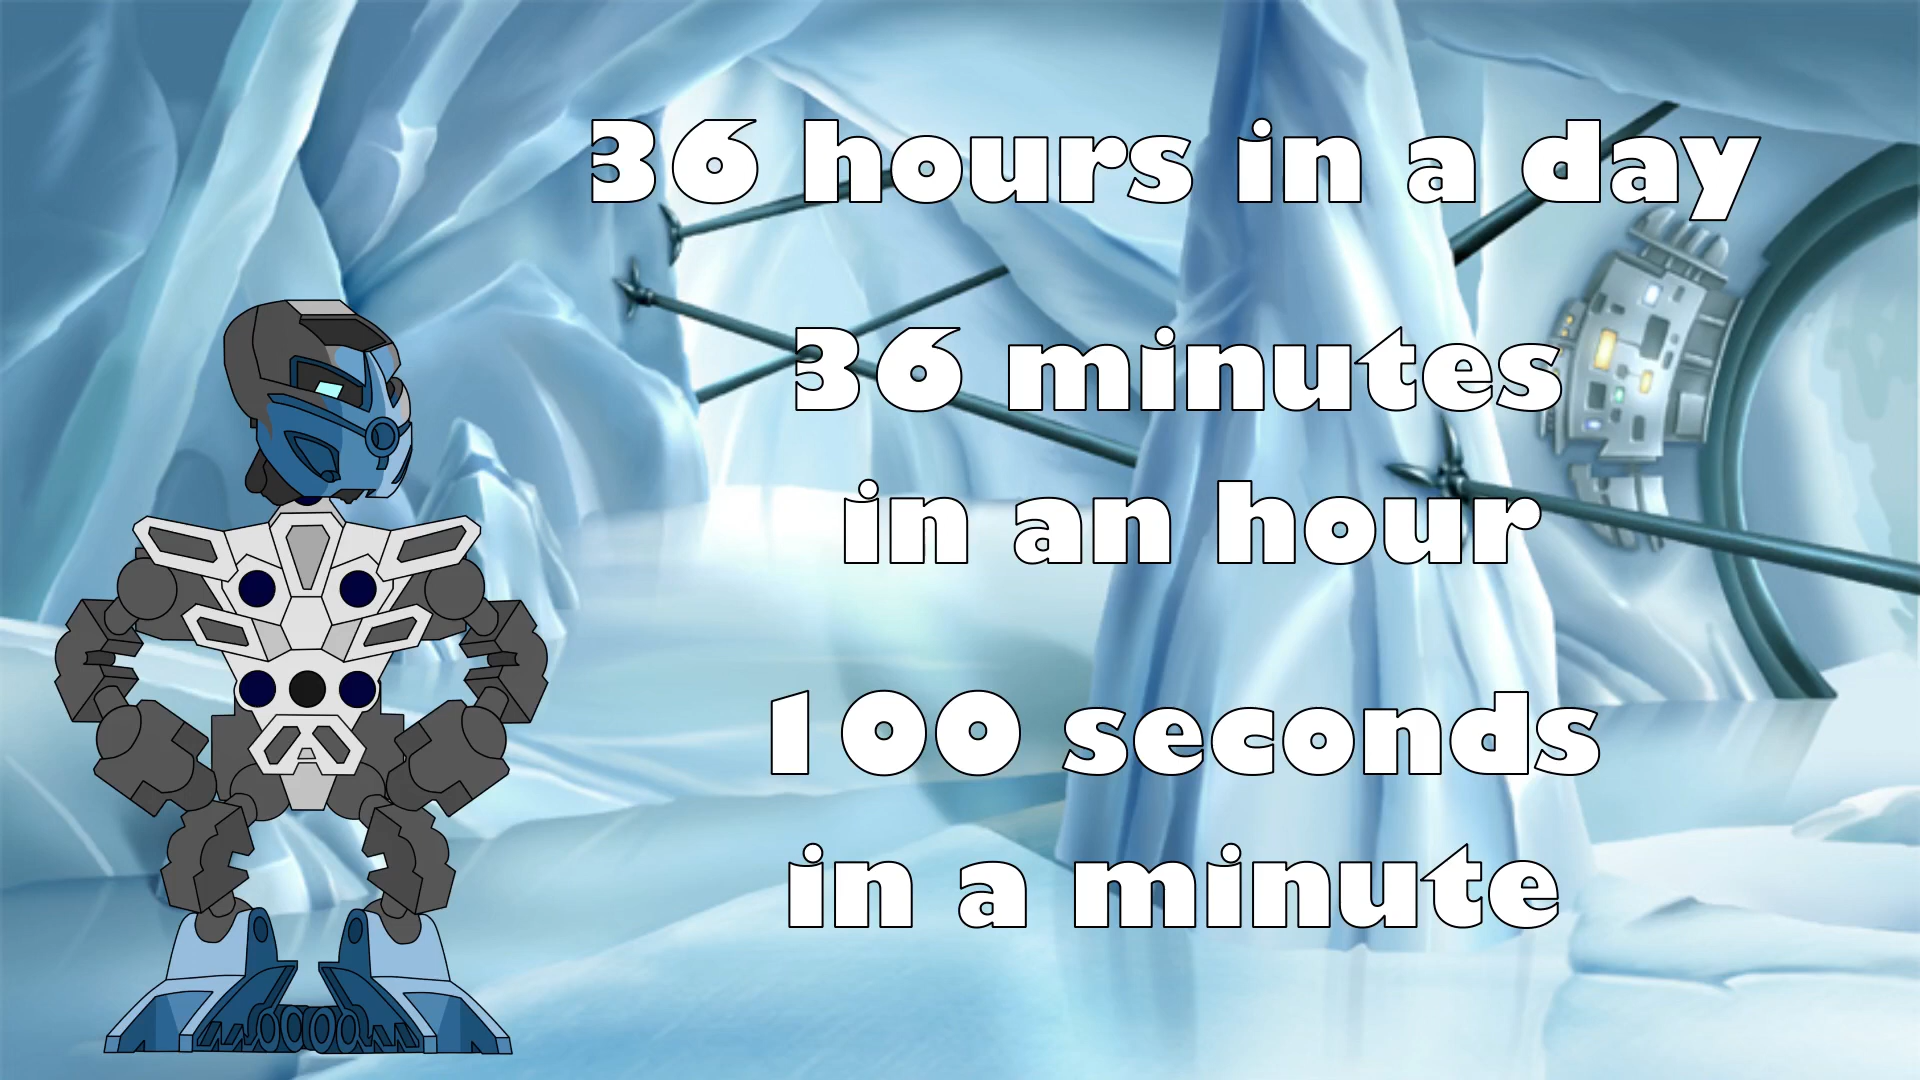 36 hours in a day
36 minutes
in an hour
100 seconds
in a minute